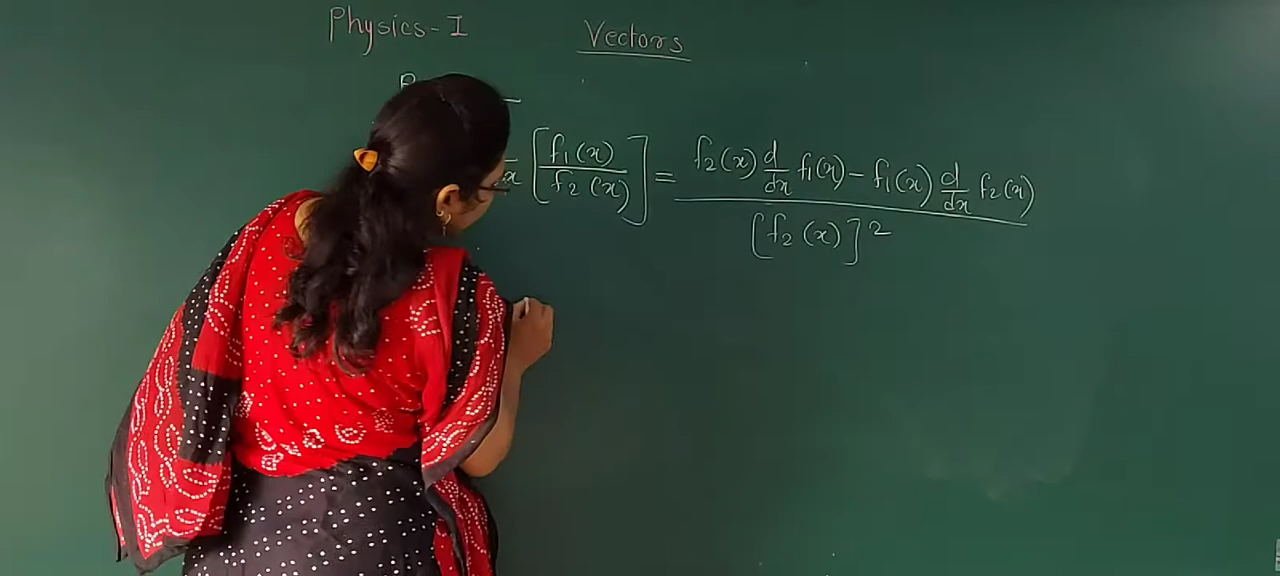 Physics-I
Vectors
[f₁(x) / f₂(x)] = f₂(x) d/dx f₁(x) - f₁(x) d/dx f₂(x) / [f₂(x)]²